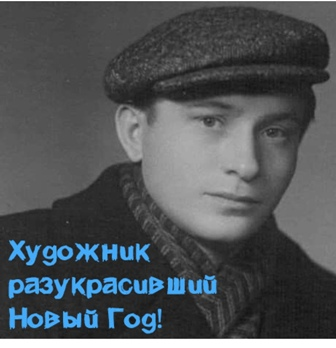 Художник
разукрасивший
Новый Год!